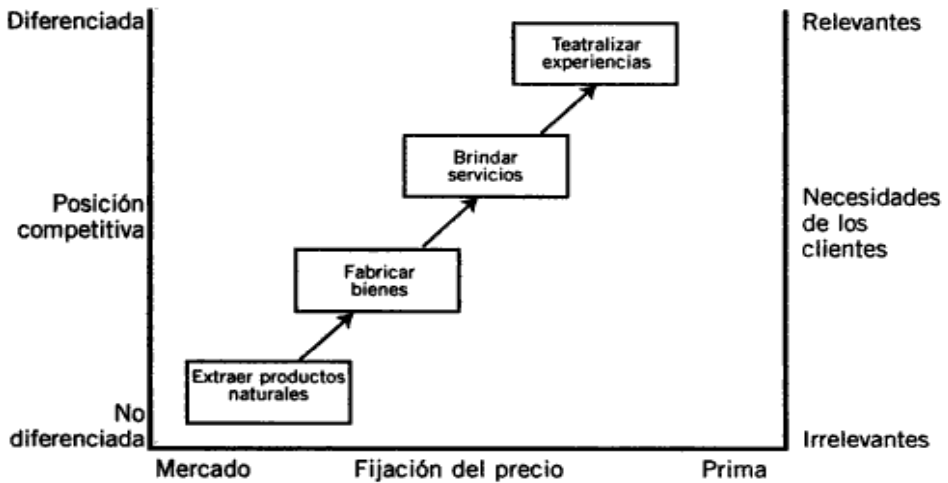 Diferenciada
Relevantes
Teatralizar
experiencias
Brindar
servicios
Posición
competitiva
Necesidades
de los
clientes
Fabricar
bienes
Extraer productos
naturales
No
diferenciada
Irrelevantes
Mercado
Fijación del precio
Prima